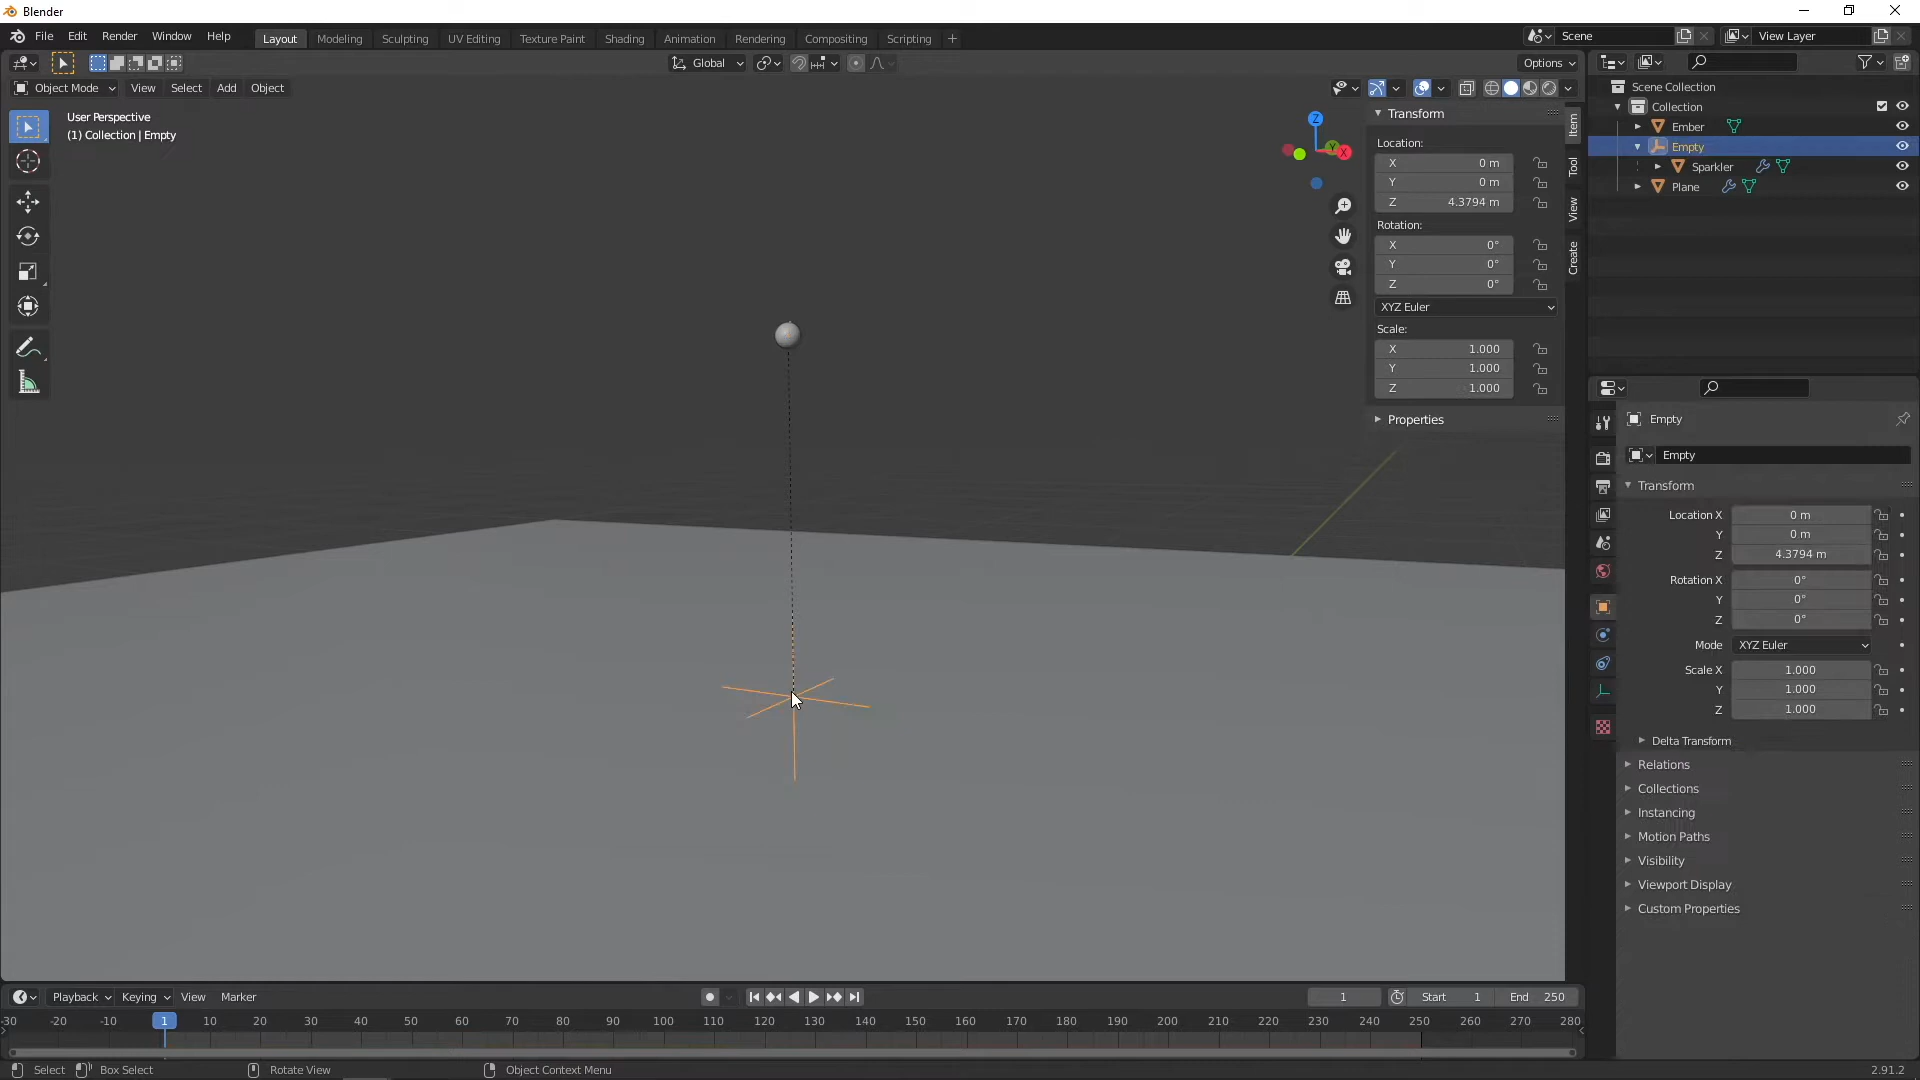 Blender
File Edit Render Window Help
Layout Modeling Sculpting UV Editing Texture Paint Shading Animation Rendering Compositing Scripting +
Scene
View Layer
Global
Options
Object Mode View Select Add Object
User Perspective
(1) Collection | Empty
Z
Y
X
Transform
Location:
X 0 m
Y 0 m
Z 4.3794 m
Rotation:
X 0°
Y 0°
Z 0°
XYZ Euler
Scale:
X 1.000
Y 1.000
Z 1.000
Properties
Item
Tool
View
Create
Scene Collection
Collection
Ember
Empty
Sparkler
Plane
Empty
Empty
Transform
Location X 0 m
Y 0 m
Z 4.3794 m
Rotation X 0°
Y 0°
Z 0°
Mode XYZ Euler
Scale X 1.000
Y 1.000
Z 1.000
Delta Transform
Relations
Collections
Instancing
Motion Paths
Visibility
Viewport Display
Custom Properties
Playback Keying View Marker
1
Start 1
End 250
-30 -20 -10 1 10 20 30 40 50 60 70 80 90 100 110 120 130 140 150 160 170 180 190 200 210 220 230 240 250 260 270 280
Select Box Select Rotate View Object Context Menu 2.91.2